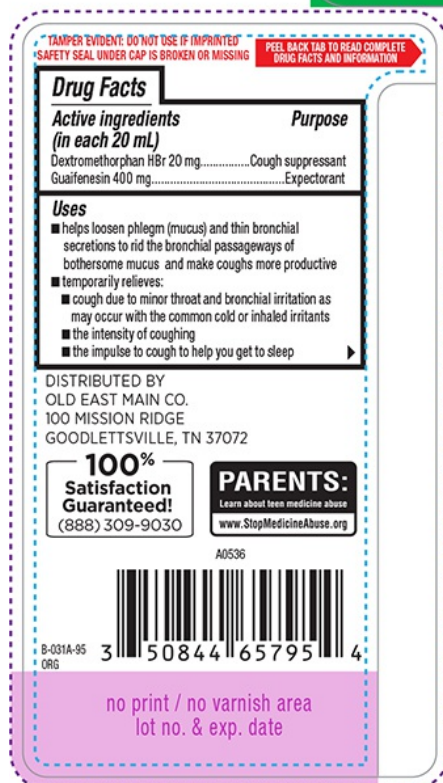 TAMPER EVIDENT: DO NOT USE IF IMPRINTED
SAFETY SEAL UNDER CAP IS BROKEN OR MISSING
PEEL BACK TAB TO READ COMPLETE
DRUG FACTS AND INFORMATION
Drug Facts
Active ingredients Purpose
(in each 20 mL)
Dextromethorphan HBr 20 mg................Cough suppressant
Guaifenesin 400 mg.............................................Expectorant
Uses
■ helps loosen phlegm (mucus) and thin bronchial
secretions to rid the bronchial passageways of
bothersome mucus and make coughs more productive
■ temporarily relieves:
■ cough due to minor throat and bronchial irritation as
may occur with the common cold or inhaled irritants
■ the intensity of coughing
■ the impulse to cough to help you get to sleep
DISTRIBUTED BY
OLD EAST MAIN CO.
100 MISSION RIDGE
GOODLETTSVILLE, TN 37072
100%
Satisfaction
Guaranteed!
(888) 309-9030
PARENTS:
Learn about teen medicine abuse
www.StopMedicineAbuse.org
A0536
B-031A-95
ORG
3 50844 65795 4
no print / no varnish area
lot no. & exp. date